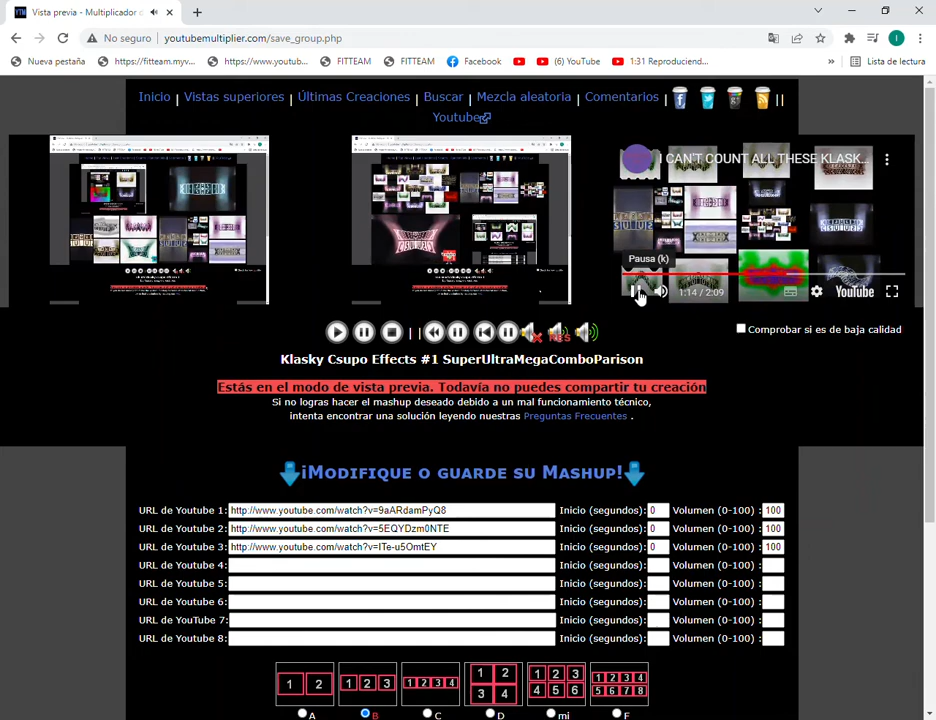 Vista previa - Multiplicador d
No seguro | youtubemultiplier.com/save_group.php
Nueva pestaña https://fitteam.myv... https://www.youtub... FITTEAM FITTEAM Facebook (6) YouTube 1:31 Reproduciend... » Lista de lectura
Inicio | Vistas superiores | Últimas Creaciones | Buscar | Mezcla aleatoria | Comentarios | ||
Youtube
I CAN'T COUNT ALL THESE KLASK...
Pausa (k)
1:14 / 2:09 YouTube
RES
Comprobar si es de baja calidad
Klasky Csupo Effects #1 SuperUltraMegaComboParison
Estás en el modo de vista previa. Todavía no puedes compartir tu creación
Si no logras hacer el mashup deseado debido a un mal funcionamiento técnico,
intenta encontrar una solución leyendo nuestras Preguntas Frecuentes .
¡Modifique o guarde su Mashup!
URL de Youtube 1: http://www.youtube.com/watch?v=9aARdamPyQ8 Inicio (segundos): 0 Volumen (0-100) : 100
URL de Youtube 2: http://www.youtube.com/watch?v=5EQYDzm0NTE Inicio (segundos): 0 Volumen (0-100) : 100
URL de Youtube 3: http://www.youtube.com/watch?v=ITe-u5OmtEY Inicio (segundos): 0 Volumen (0-100) : 100
URL de Youtube 4: Inicio (segundos): Volumen (0-100) :
URL de Youtube 5: Inicio (segundos): Volumen (0-100) :
URL de Youtube 6: Inicio (segundos): Volumen (0-100) :
URL de YouTube 7: Inicio (segundos): Volumen (0-100) :
URL de Youtube 8: Inicio (segundos): Volumen (0-100) :
1 2 1 2 3 1 2 3 4 1 2 3 4 1 2 3 4 5 6 1 2 3 4 5 6 7 8
A B C D mi F